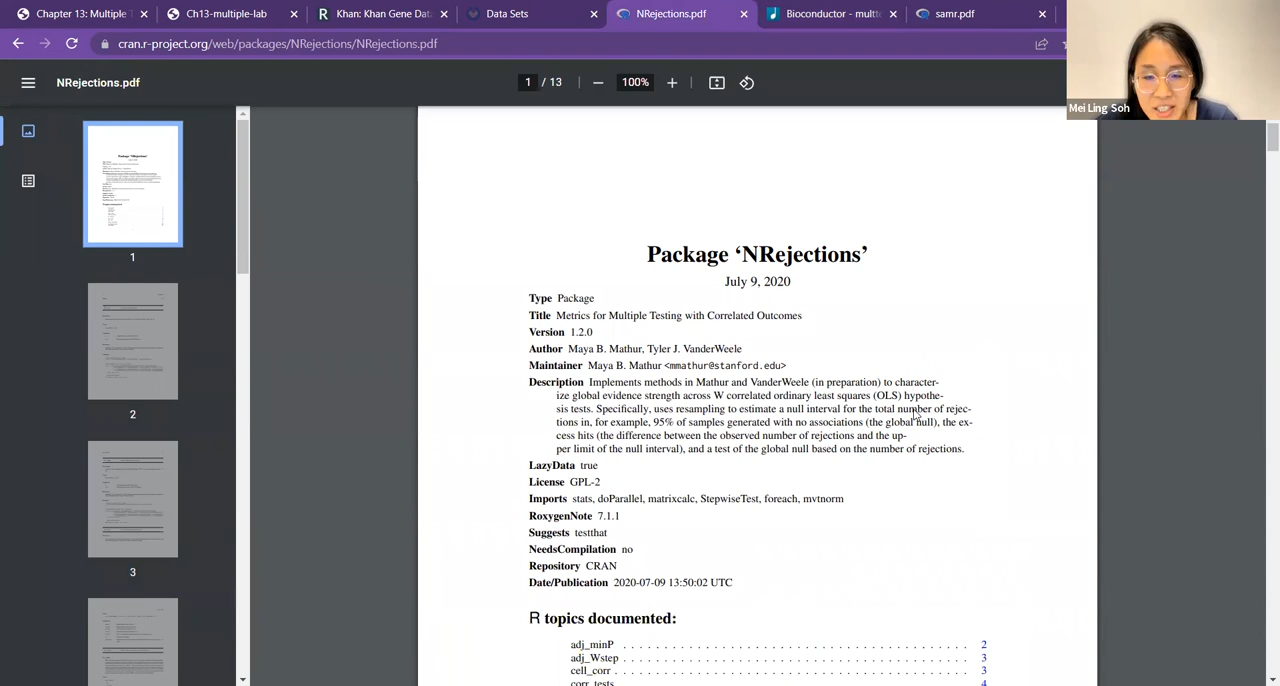 Chapter 13: Multiple
Ch13-multiple-lab
Khan: Khan Gene Dat
Data Sets
NRejections.pdf
Bioconductor - multt
samr.pdf
cran.r-project.org/web/packages/NRejections/NRejections.pdf
NRejections.pdf
1 / 13
100%
Mei Ling Soh
1
2
3
Package ‘NRejections’
July 9, 2020
Type Package
Title Metrics for Multiple Testing with Correlated Outcomes
Version 1.2.0
Author Maya B. Mathur, Tyler J. VanderWeele
Maintainer Maya B. Mathur <mmathur@stanford.edu>
Description Implements methods in Mathur and VanderWeele (in preparation) to character-
ize global evidence strength across W correlated ordinary least squares (OLS) hypothe-
sis tests. Specifically, uses resampling to estimate a null interval for the total number of rejec-
tions in, for example, 95% of samples generated with no associations (the global null), the ex-
cess hits (the difference between the observed number of rejections and the up-
per limit of the null interval), and a test of the global null based on the number of rejections.
LazyData true
License GPL-2
Imports stats, doParallel, matrixcalc, StepwiseTest, foreach, mvtnorm
RoxygenNote 7.1.1
Suggests testthat
NeedsCompilation no
Repository CRAN
Date/Publication 2020-07-09 13:50:02 UTC
R topics documented:
adj_minP . . . . . . . . . . . . . . . . . . . . . . . . . . . . . . . . . . . . . . 2
adj_Wstep . . . . . . . . . . . . . . . . . . . . . . . . . . . . . . . . . . . . . 3
cell_corr . . . . . . . . . . . . . . . . . . . . . . . . . . . . . . . . . . . . . . 3
corr_tests . . . . . . . . . . . . . . . . . . . . . . . . . . . . . . . . . . . . . 4